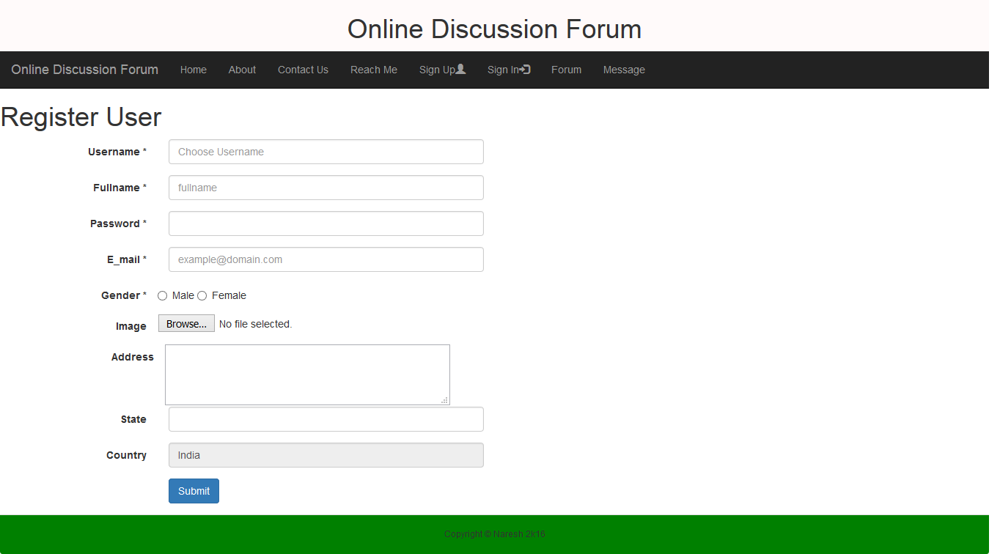 Online Discussion Forum
Online Discussion Forum Home About Contact Us Reach Me Sign Up Sign In Forum Message
Register User
Username * Choose Username
Fullname * fullname
Password *
E_mail * example@domain.com
Gender * Male Female
Image Browse... No file selected.
Address
State
Country India
Submit
Copyright © Naresh 2k16